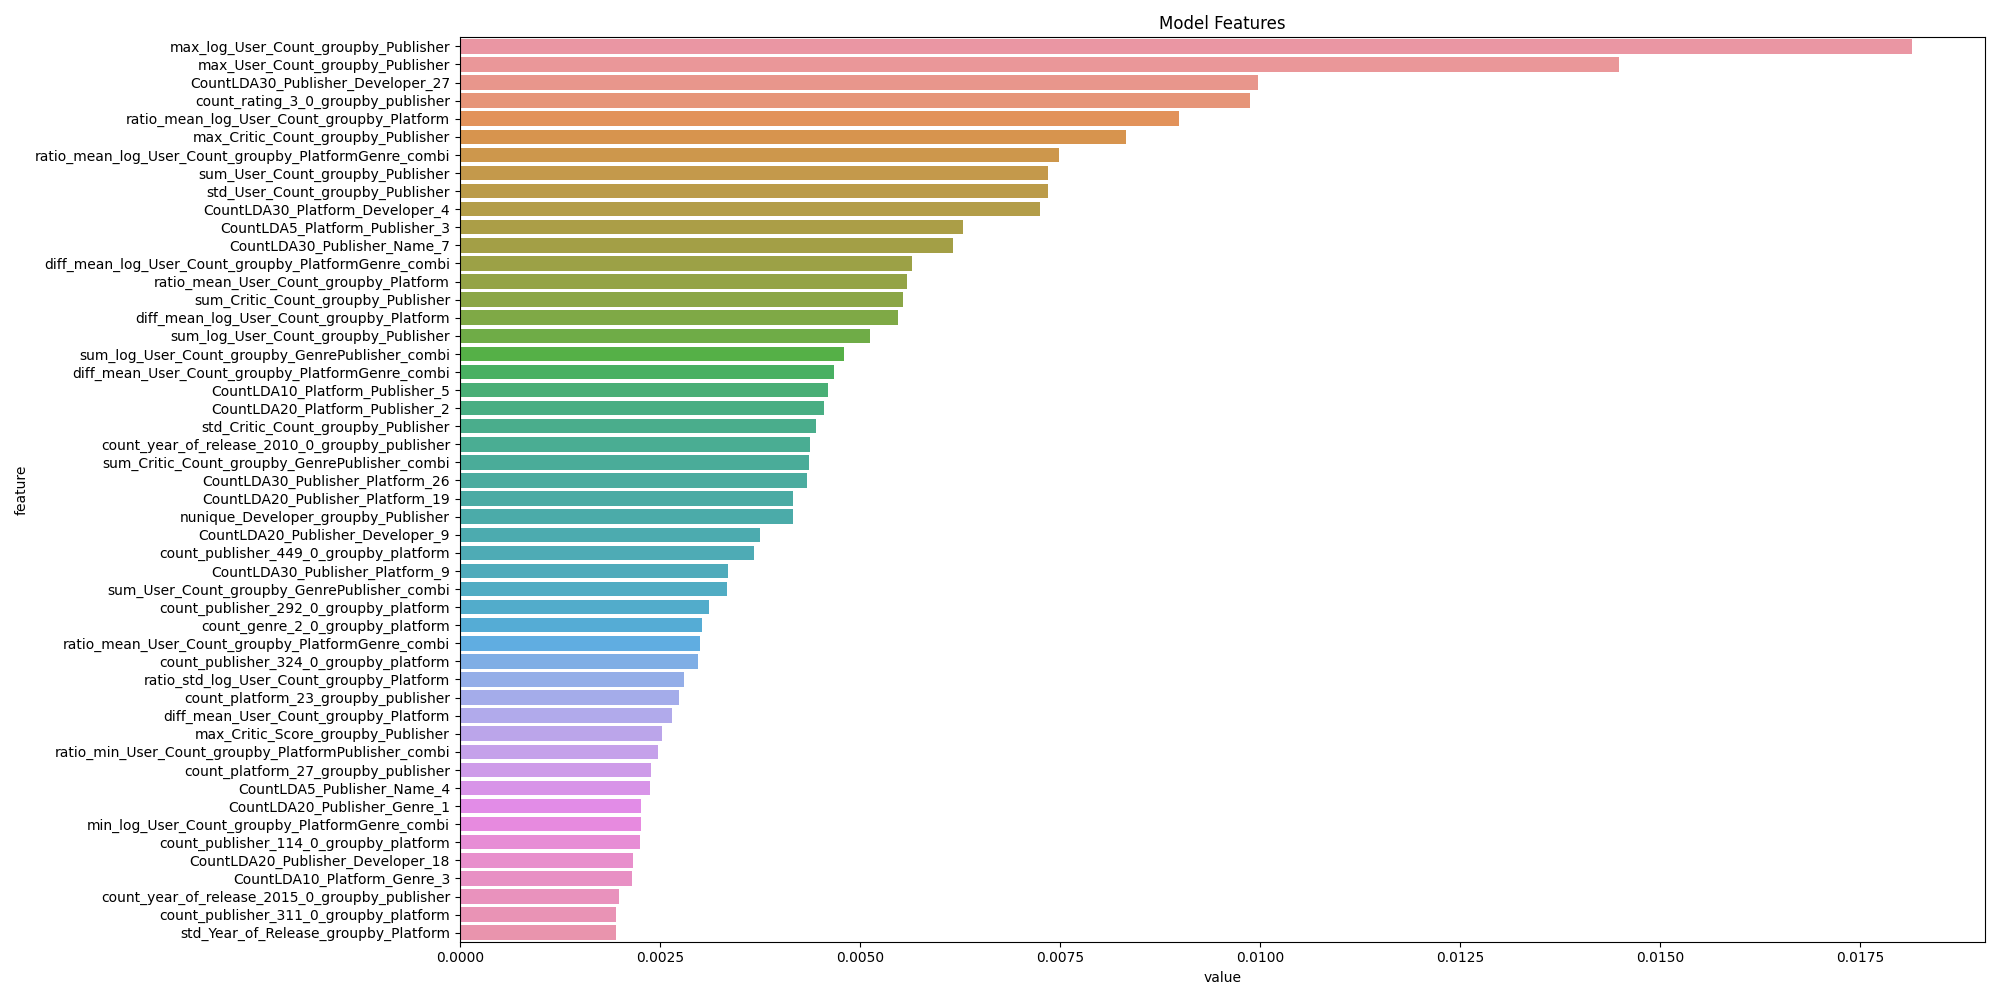 Model Features
max_log_User_Count_groupby_Publisher
max_User_Count_groupby_Publisher
CountLDA30_Publisher_Developer_27
count_rating_3_0_groupby_publisher
ratio_mean_log_User_Count_groupby_Platform
max_Critic_Count_groupby_Publisher
ratio_mean_log_User_Count_groupby_PlatformGenre_combi
sum_User_Count_groupby_Publisher
std_User_Count_groupby_Publisher
CountLDA30_Platform_Developer_4
CountLDA5_Platform_Publisher_3
CountLDA30_Publisher_Name_7
diff_mean_log_User_Count_groupby_PlatformGenre_combi
ratio_mean_User_Count_groupby_Platform
sum_Critic_Count_groupby_Publisher
diff_mean_log_User_Count_groupby_Platform
sum_log_User_Count_groupby_Publisher
sum_log_User_Count_groupby_GenrePublisher_combi
diff_mean_User_Count_groupby_PlatformGenre_combi
CountLDA10_Platform_Publisher_5
CountLDA20_Platform_Publisher_2
std_Critic_Count_groupby_Publisher
count_year_of_release_2010_0_groupby_publisher
sum_Critic_Count_groupby_GenrePublisher_combi
CountLDA30_Publisher_Platform_26
CountLDA20_Publisher_Platform_19
nunique_Developer_groupby_Publisher
CountLDA20_Publisher_Developer_9
count_publisher_449_0_groupby_platform
CountLDA30_Publisher_Platform_9
sum_User_Count_groupby_GenrePublisher_combi
count_publisher_292_0_groupby_platform
count_genre_2_0_groupby_platform
ratio_mean_User_Count_groupby_PlatformGenre_combi
count_publisher_324_0_groupby_platform
ratio_std_log_User_Count_groupby_Platform
count_platform_23_groupby_publisher
diff_mean_User_Count_groupby_Platform
max_Critic_Score_groupby_Publisher
ratio_min_User_Count_groupby_PlatformPublisher_combi
count_platform_27_groupby_publisher
CountLDA5_Publisher_Name_4
CountLDA20_Publisher_Genre_1
min_log_User_Count_groupby_PlatformGenre_combi
count_publisher_114_0_groupby_platform
CountLDA20_Publisher_Developer_18
CountLDA10_Platform_Genre_3
count_year_of_release_2015_0_groupby_publisher
count_publisher_311_0_groupby_platform
std_Year_of_Release_groupby_Platform
feature
0.0000 0.0025 0.0050 0.0075 0.0100 0.0125 0.0150 0.0175
value